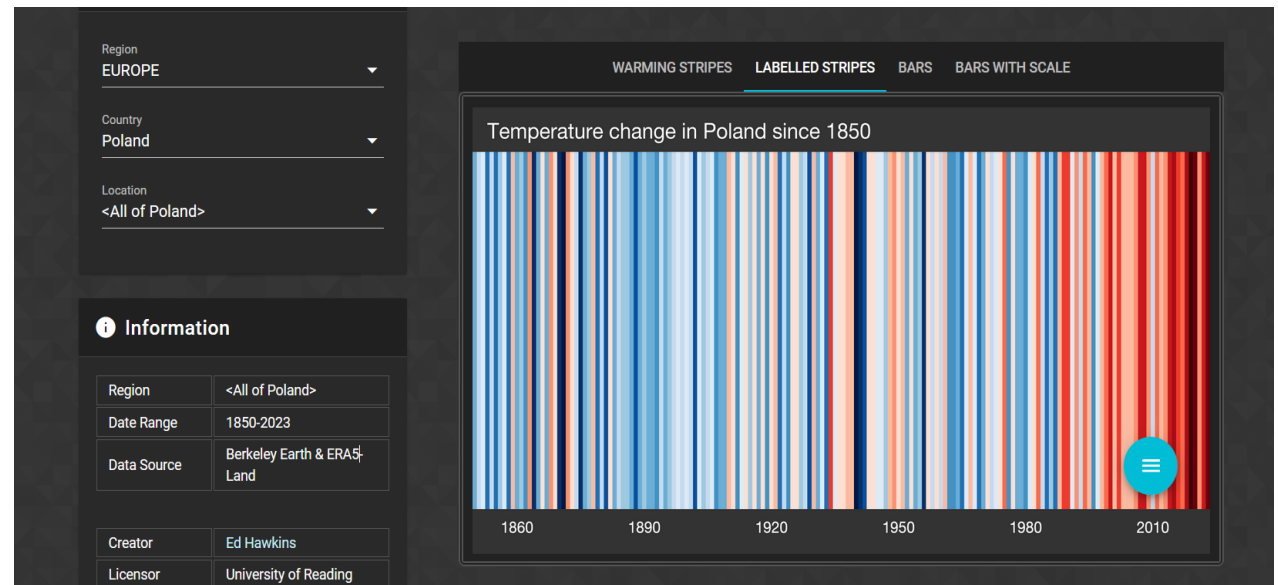 Region
EUROPE
Country
Poland
Location
<All of Poland>
Information
Region <All of Poland>
Date Range 1850-2023
Data Source Berkeley Earth & ERA5-
Land
Creator Ed Hawkins
Licensor University of Reading
WARMING STRIPES LABELLED STRIPES BARS BARS WITH SCALE
Temperature change in Poland since 1850
1860 1890 1920 1950 1980 2010